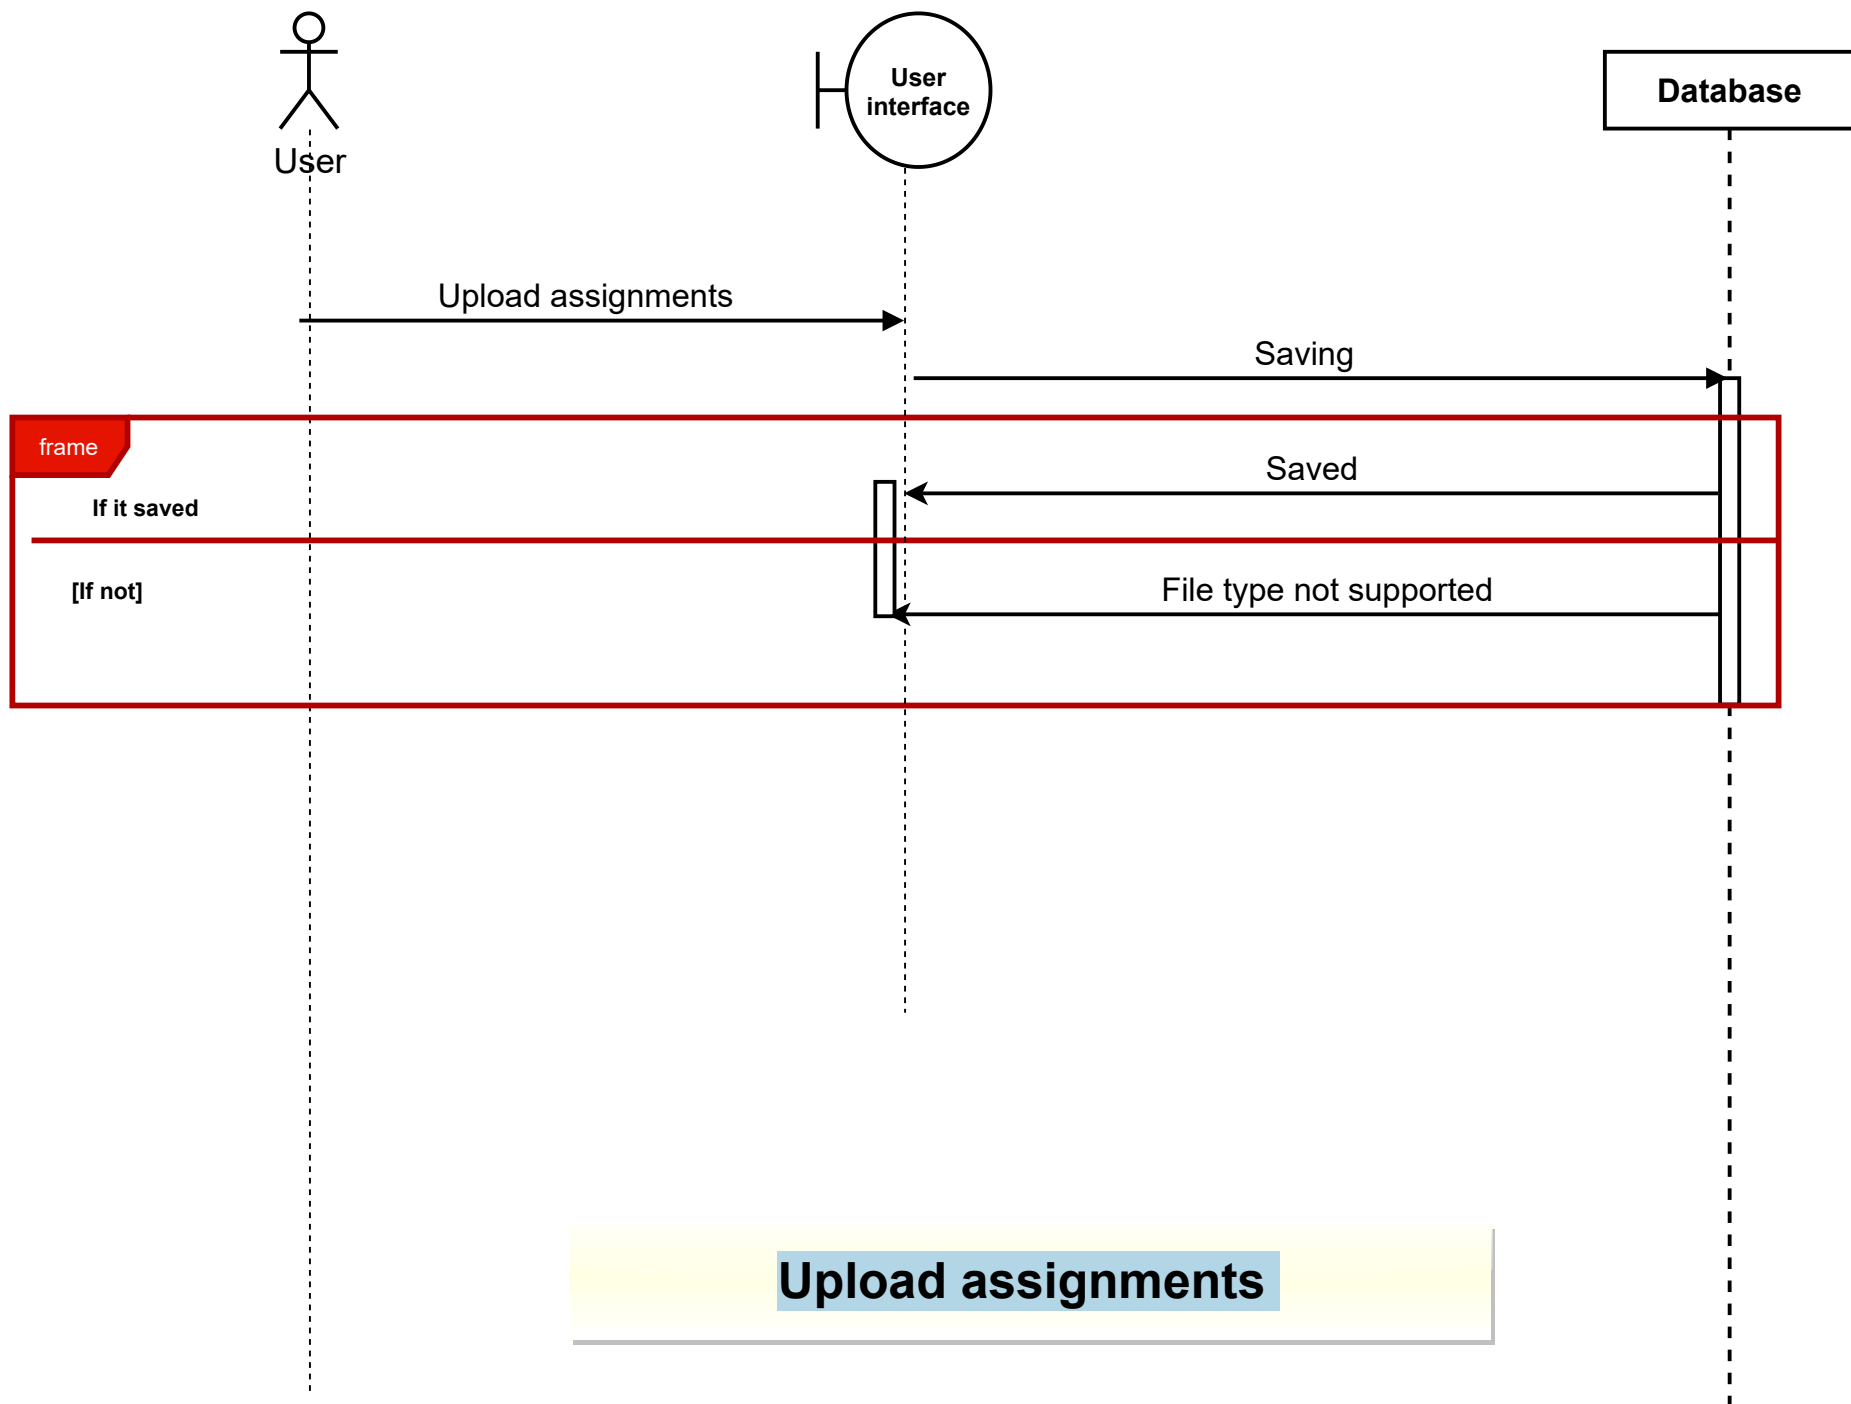 User
interface
Database
User
Upload assignments
Saving
frame
Saved
If it saved
[If not]
File type not supported
Upload assignments